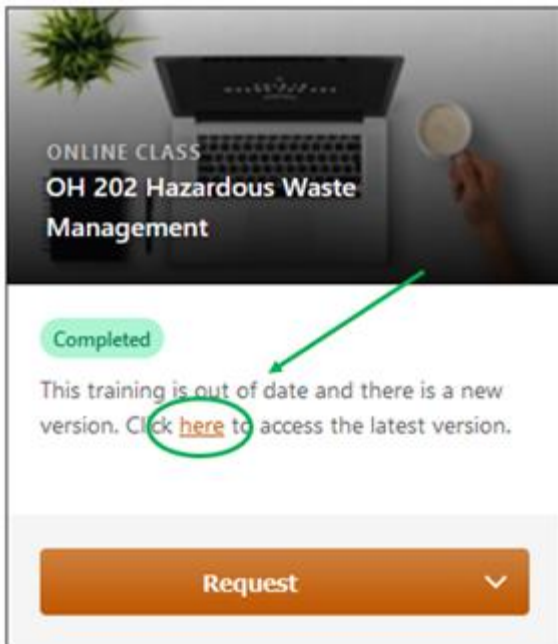 ONLINE CLASS
OH 202 Hazardous Waste
Management
Completed
This training is out of date and there is a new
version. Click here to access the latest version.
Request